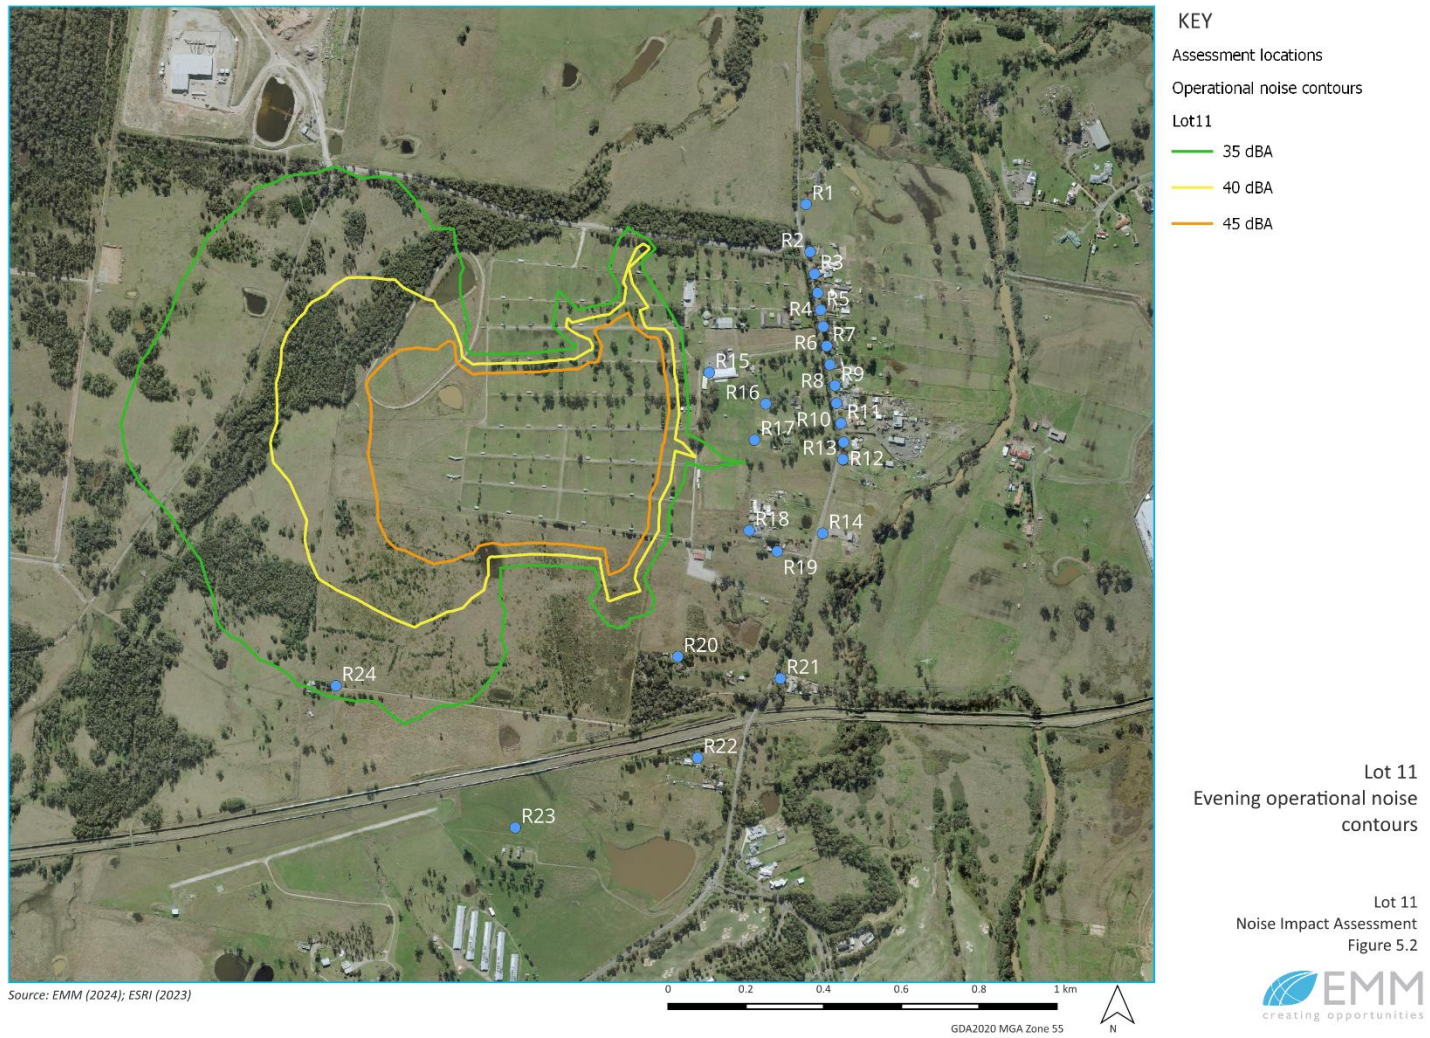 KEY
Assessment locations
Operational noise contours
Lot11
35 dBA
40 dBA
45 dBA
R1
R2
R3
R5
R4
R7
R6
R15
R9
R8
R16
R11
R10
R17
R13
R12
R18
R14
R19
R20
R21
R24
R22
R23
Lot 11
Evening operational noise
contours
Lot 11
Noise Impact Assessment
Figure 5.2
EMM
creating opportunities
Source: EMM (2024); ESRI (2023)
0 0.2 0.4 0.6 0.8 1 km
GDA2020 MGA Zone 55
N